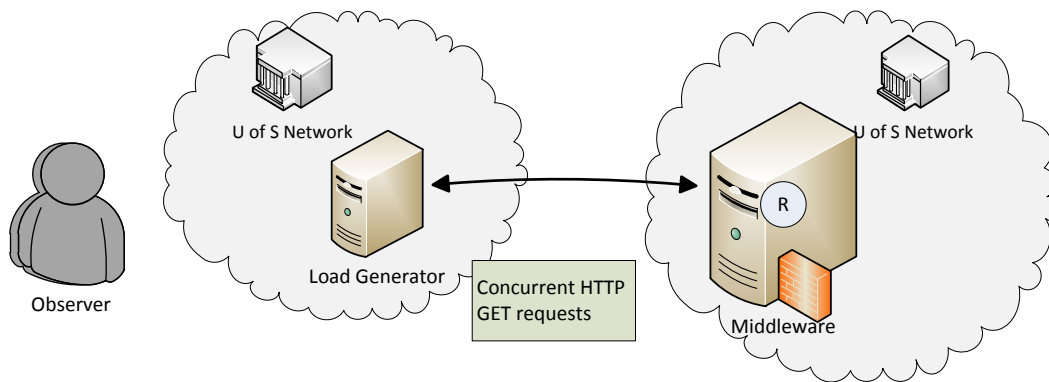 U of S Network
U of S Network
R
Load Generator
Concurrent HTTP
GET requests
Observer
Middleware